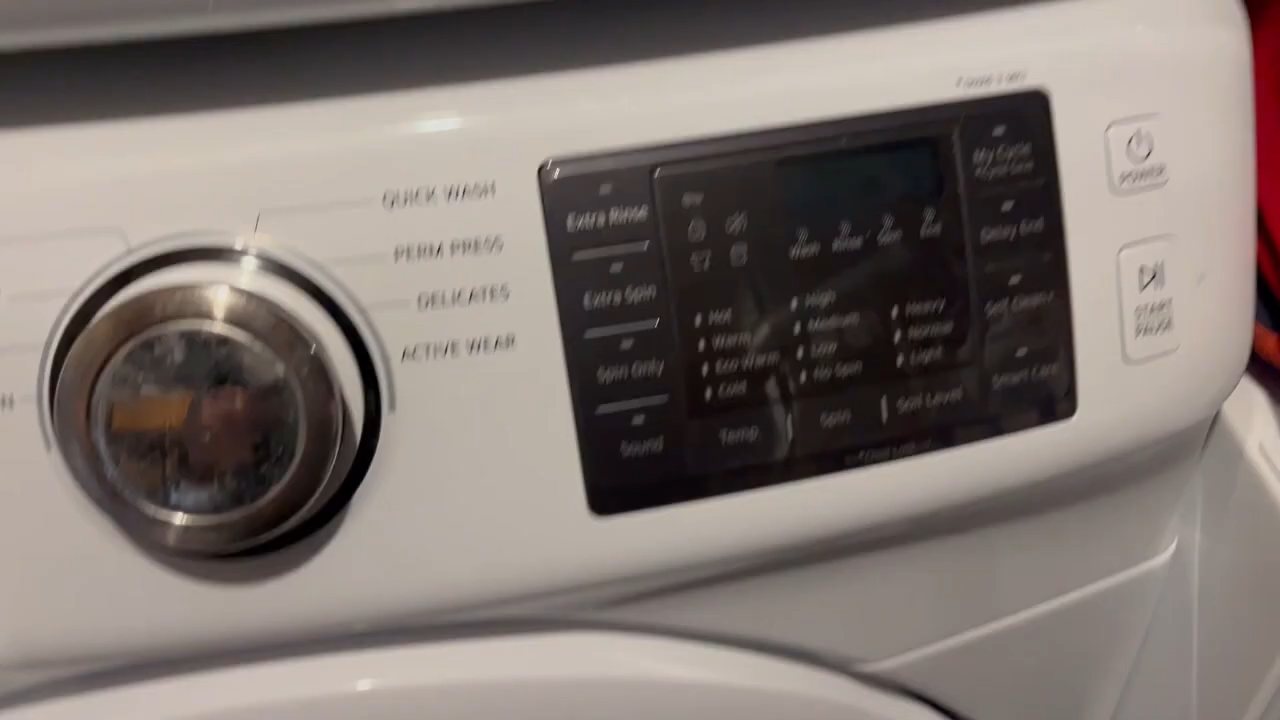 QUICK WASH
PERM PRESS
DELICATES
ACTIVE WEAR
Extra Rinse
Extra Spin
Spin Only
Sound
Wash Rinse Spin End
Hot
Warm
Eco Warm
Cold
Temp.
High
Medium
Low
No Spin
Spin
Heavy
Normal
Light
Soil Level
My Cycle
Delay End
Smart Care
POWER
START
PAUSE